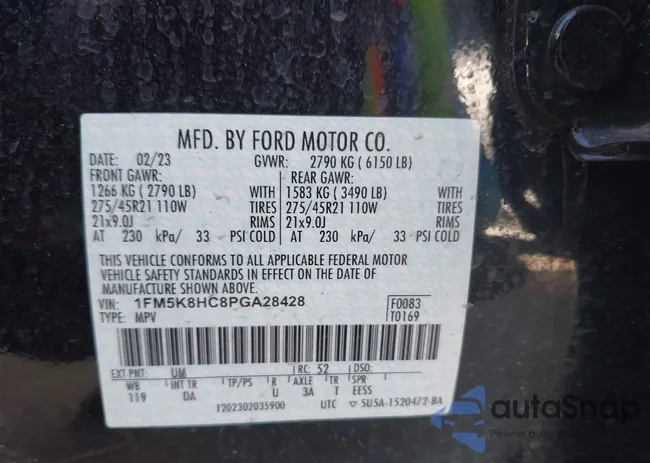 MFD. BY FORD MOTOR CO.
DATE: 02/23 GVWR: 2790 KG ( 6150 LB)
FRONT GAWR: REAR GAWR:
1266 KG ( 2790 LB) WITH 1583 KG ( 3490 LB) WITH
275/45R21 110W TIRES 275/45R21 110W TIRES
21x9.0J RIMS 21x9.0J RIMS
AT 230 kPa/ 33 PSI COLD AT 230 kPa/ 33 PSI COLD
THIS VEHICLE CONFORMS TO ALL APPLICABLE FEDERAL MOTOR
VEHICLE SAFETY STANDARDS IN EFFECT ON THE DATE OF
MANUFACTURE SHOWN ABOVE.
VIN: 1FM5K8HC8PGA28428 F0083
TYPE: MPV T0169
EXT PNT: UM RC: 52 DSO:
WB INT TR TP/PS R AXLE TR SPR
119 DA U 3A T EESS
1202302035900 UTC ▽ 5U5A-1520472-BA
autoSnap
Pewne automaty